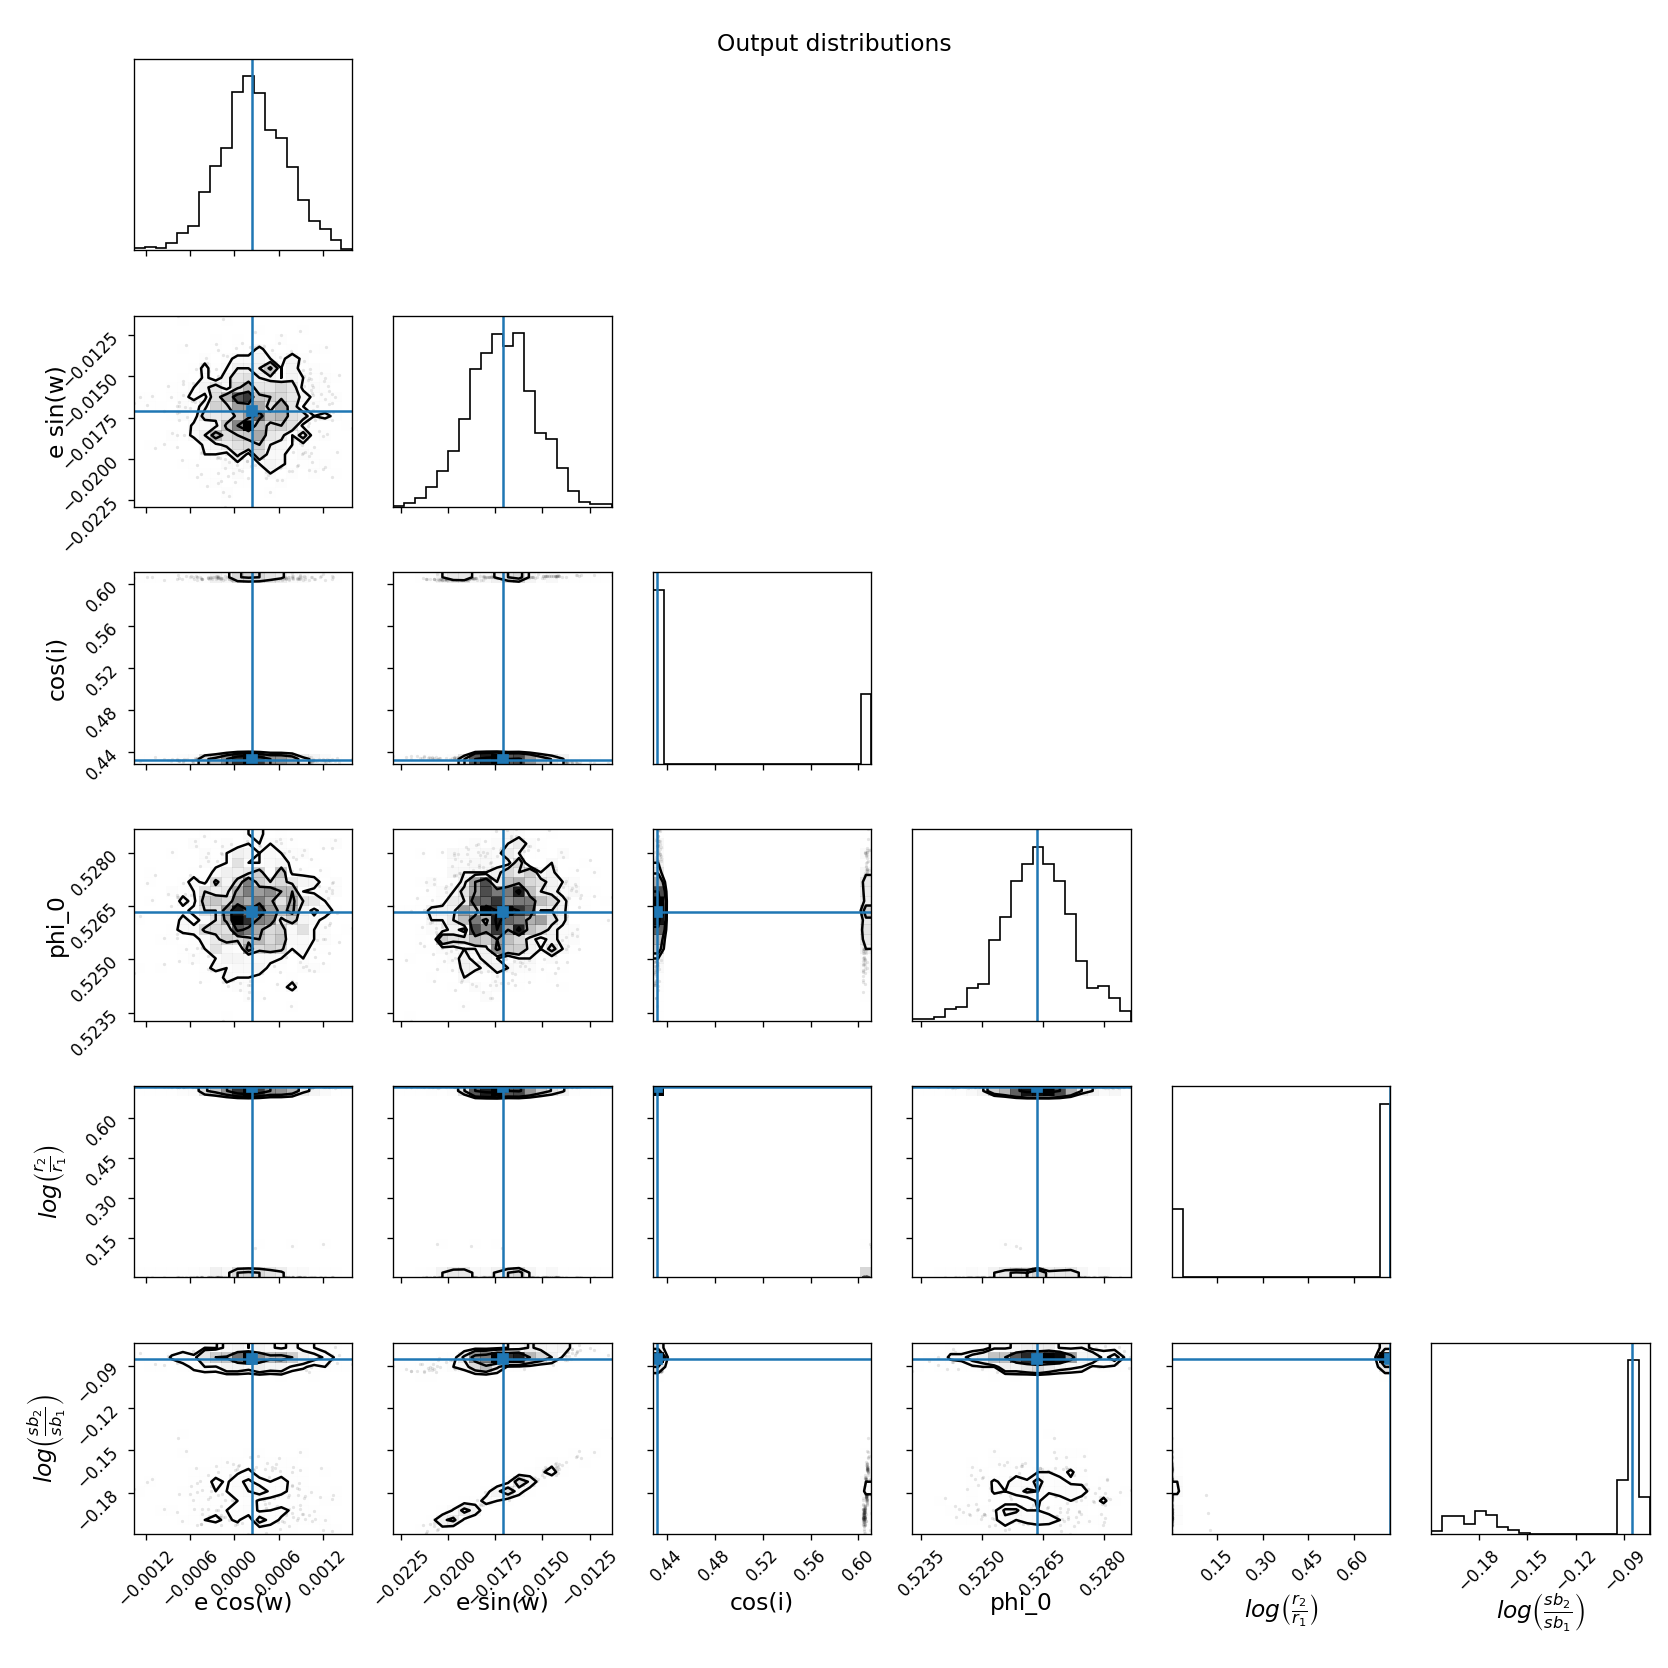 Output distributions
e sin(w)
−0.0125
−0.0150
−0.0175
−0.0200
−0.0225
cos(i)
0.60
0.56
0.52
0.48
0.44
phi_0
0.5280
0.5265
0.5250
0.5235
log(r2/r1)
0.60
0.45
0.30
0.15
log(sb2/sb1)
−0.09
−0.12
−0.15
−0.18
−0.0012 −0.0006 0.0000 0.0006 0.0012
−0.0225 −0.0200 −0.0175 −0.0150 −0.0125
0.44 0.48 0.52 0.56 0.60
0.5235 0.5250 0.5265 0.5280
0.15 0.30 0.45 0.60
−0.18 −0.15 −0.12 −0.09
e cos(w) e sin(w) cos(i) phi_0 log(r2/r1) log(sb2/sb1)